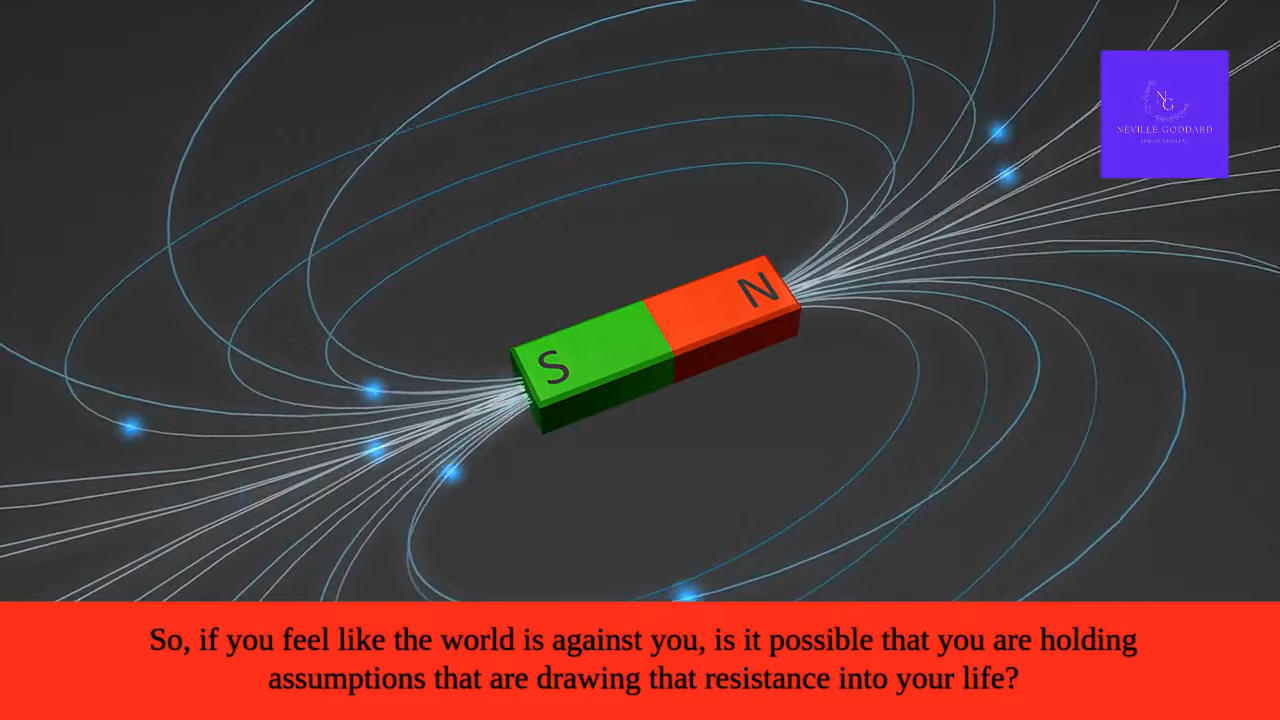 NG
NEVILLE GODDARD
N
S
So, if you feel like the world is against you, is it possible that you are holding
assumptions that are drawing that resistance into your life?